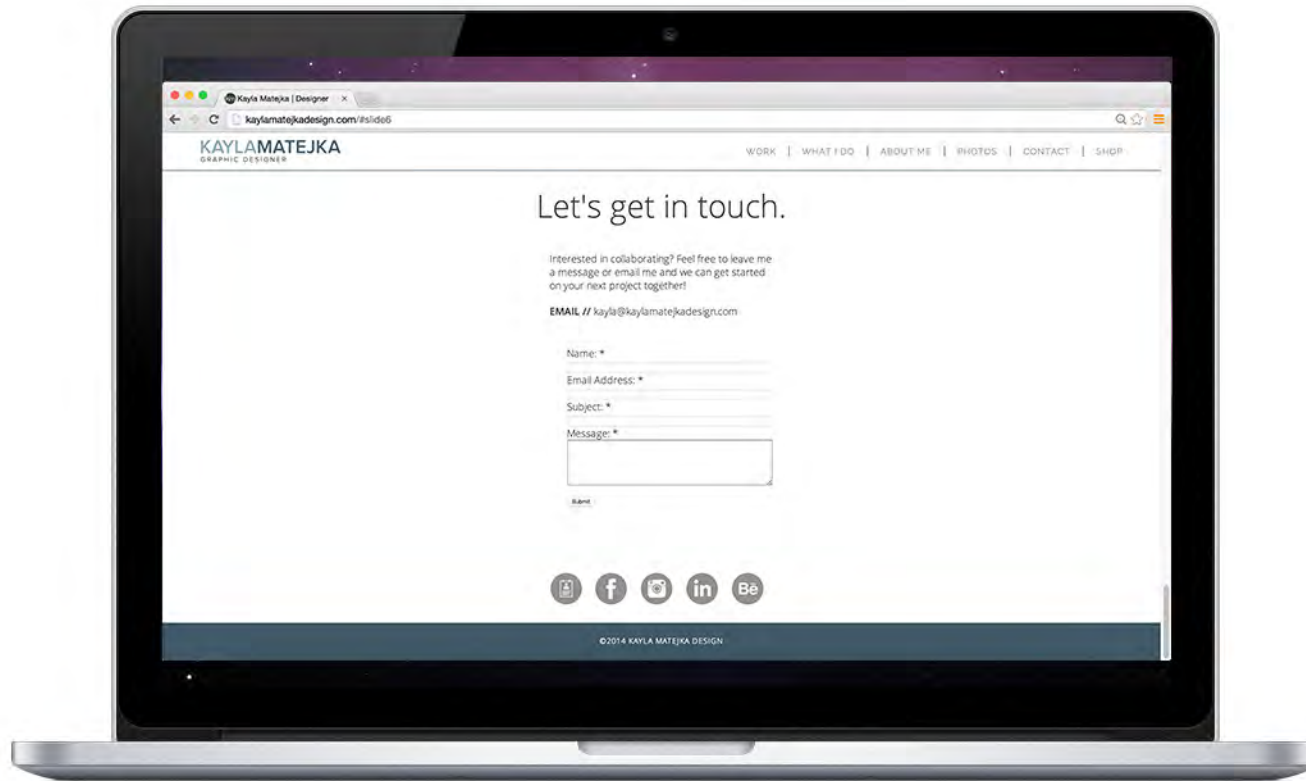 Kayla Matejka | Designer
kaylamatejkadesign.com/#slide6
KAYLAMATEJKA
GRAPHIC DESIGNER
WORK | WHAT I DO | ABOUT ME | PHOTOS | CONTACT | SHOP
Let's get in touch.
Interested in collaborating? Feel free to leave me
a message or email me and we can get started
on your next project together!
EMAIL // kayla@kaylamatejkadesign.com
Name: *
Email Address: *
Subject: *
Message: *
Submit
f in Bē
©2014 KAYLA MATEJKA DESIGN